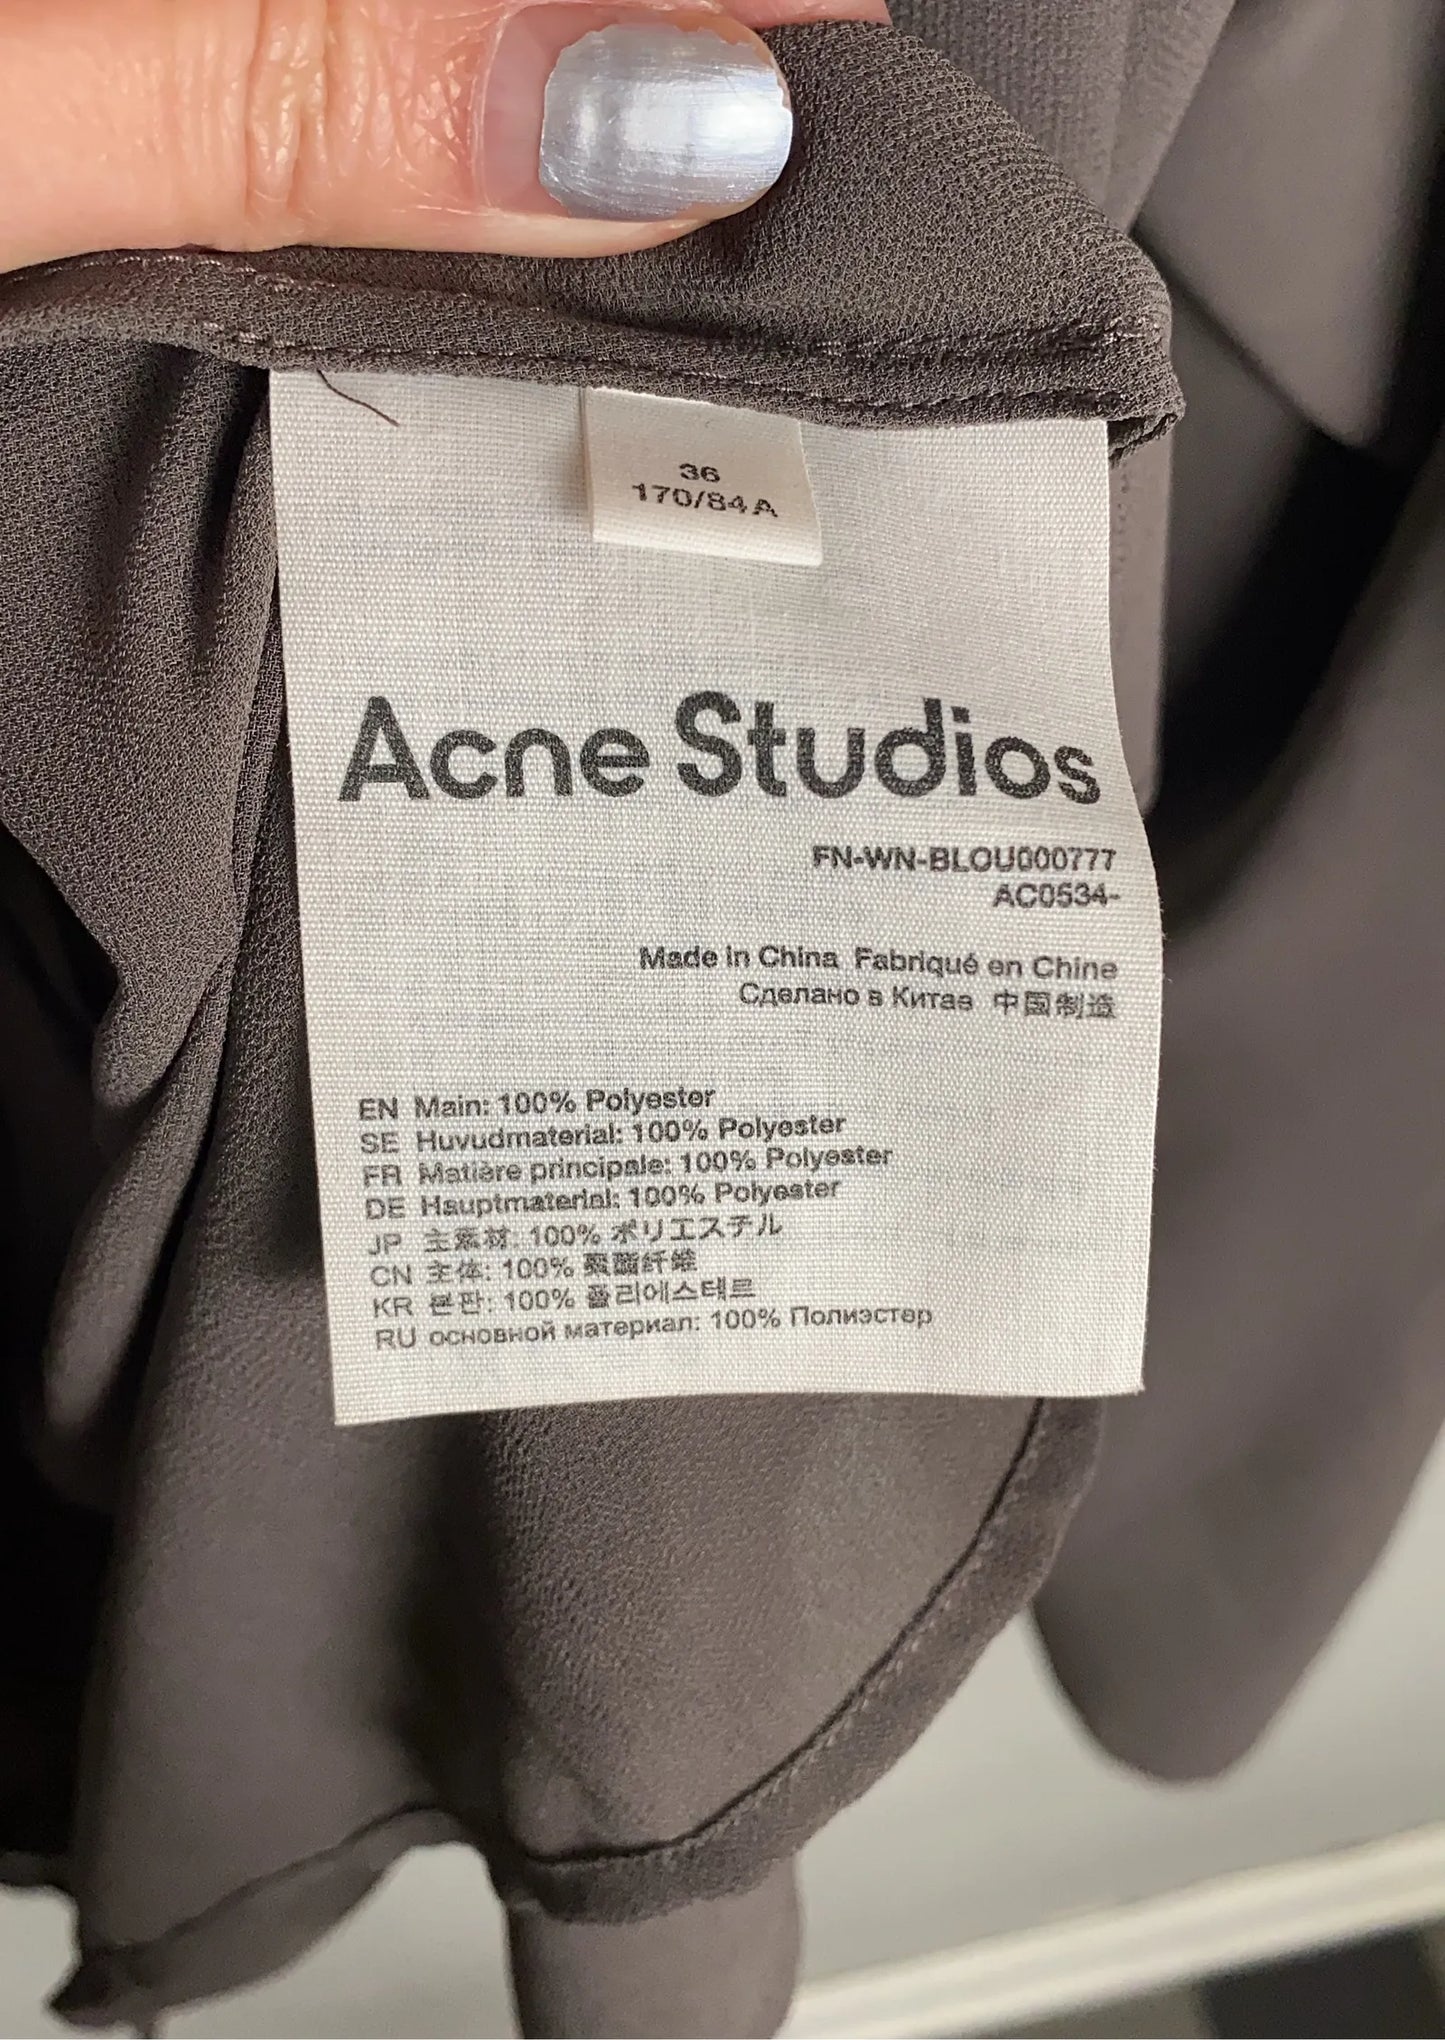 36
170/84A
Acne Studios
FN-WN-BLOU000777
AC0534-
Made in China Fabriqué en Chine
Сделано в Китае 中国制造
EN Main: 100% Polyester
SE Huvudmaterial: 100% Polyester
FR Matière principale: 100% Polyester
DE Hauptmaterial: 100% Polyester
JP 主素材: 100% ポリエステル
CN 主体: 100% 聚酯纤维
KR 본판: 100% 폴리에스테르
RU основной материал: 100% Полиэстер